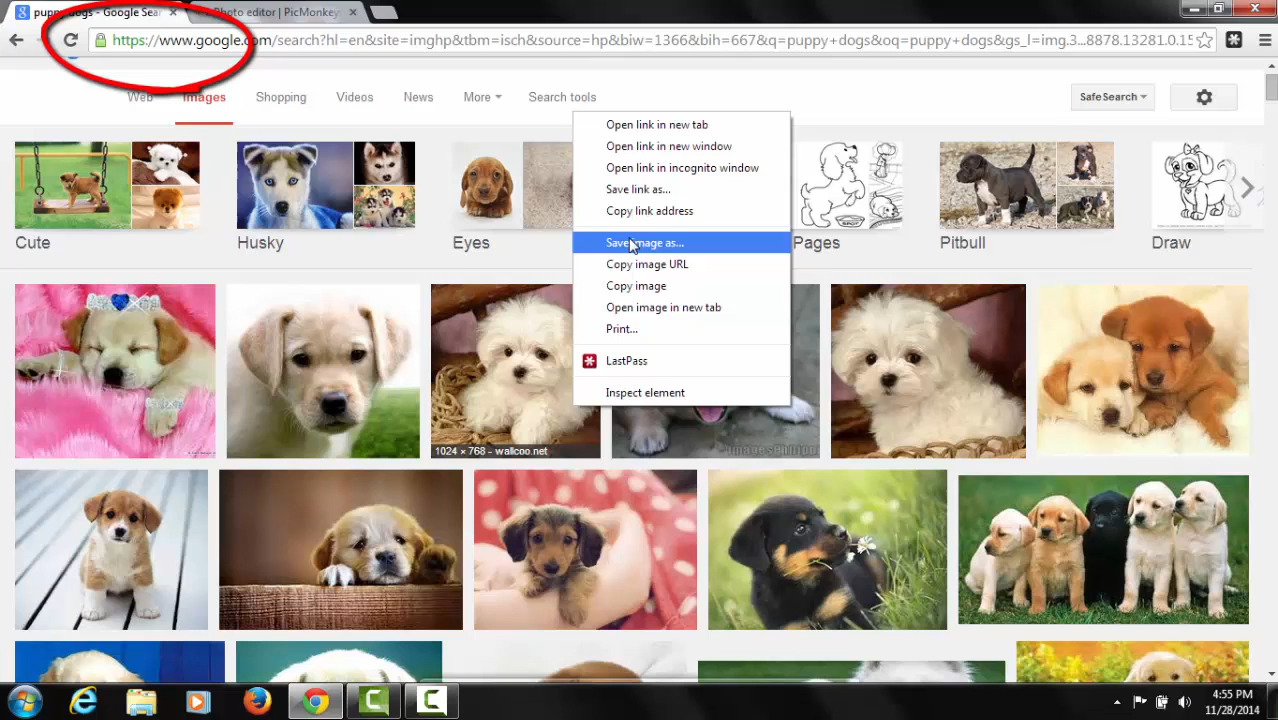 puppy dogs - Google Sea
Photo editor | PicMonkey
https://www.google.com/search?hl=en&site=imghp&tbm=isch&source=hp&biw=1366&bih=667&q=puppy+dogs&oq=puppy+dogs&gs_l=img.3...8878.13281.0.15
Web Images Shopping Videos News More Search tools
SafeSearch
Open link in new tab
Open link in new window
Open link in incognito window
Save link as...
Copy link address
Save image as...
Copy image URL
Copy image
Open image in new tab
Print...
LastPass
Inspect element
Cute Husky Eyes Pages Pitbull Draw
1024 × 768 - wallcoo.net
4:55 PM
11/28/2014